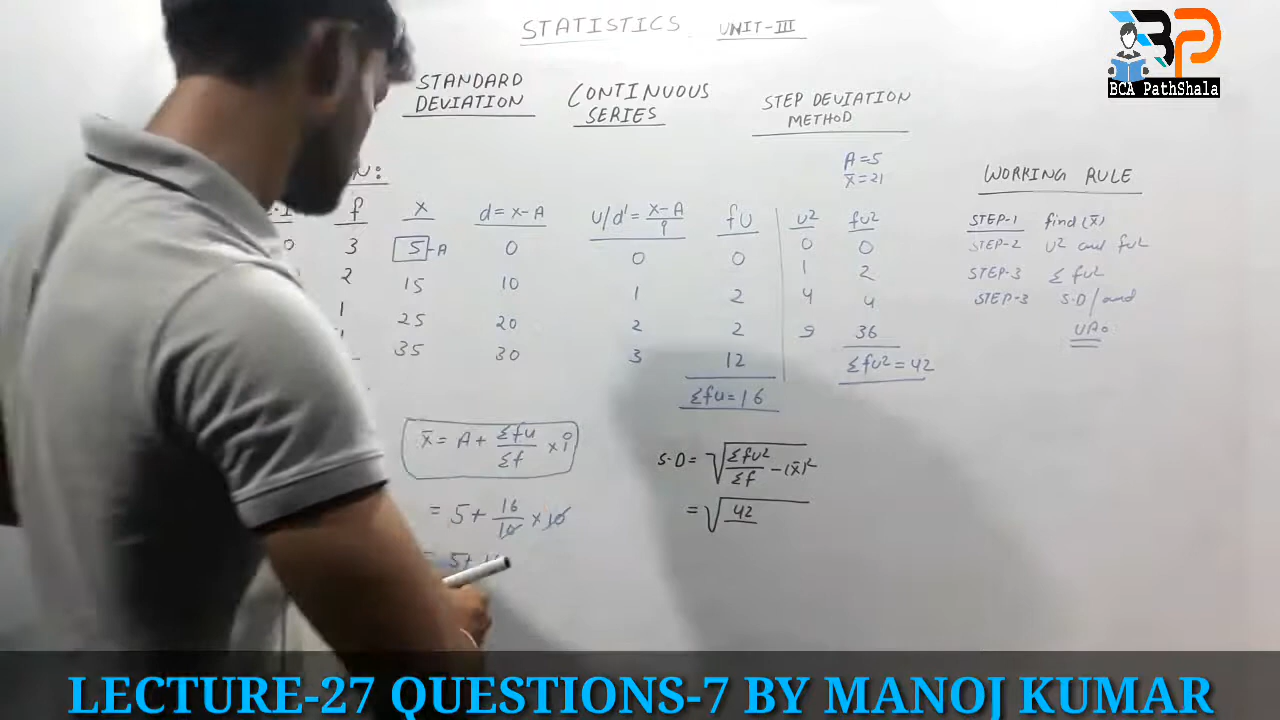 STATISTICS UNIT-III
BCA PathShala
STANDARD DEVIATION
CONTINUOUS SERIES
STEP DEVIATION METHOD
A = 5
x̄ = 21
N:
f x d = x-A u/d' = x-A/i fu u² fu²
0 3 5-A 0 0 0 0 0
2 15 10 1 2 1 2
1 25 20 2 2 4 4
35 30 3 12 9 36
Σfu = 16
Σfu² = 42
WORKING RULE
STEP-1 find (x̄)
STEP-2 u² and fu²
STEP-3 Σfu²
STEP-3 S.D/and
x̄ = A + Σfu/Σf × i
= 5 + 16/10 × 10
= 5+
S.D = √Σfu²/Σf - (x̄)²
= √42
LECTURE-27 QUESTIONS-7 BY MANOJ KUMAR